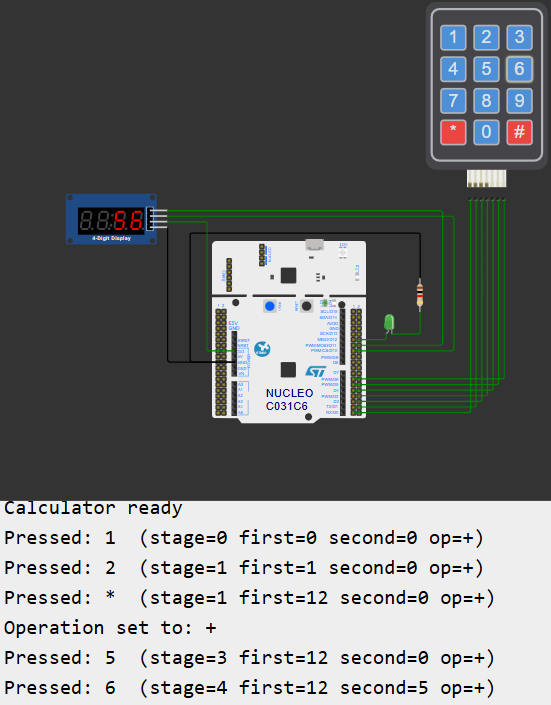 1 2 3
4 5 6
7 8 9
* 0 #
4-Digit Display
NUCLEO
C031C6
Calculator ready
Pressed: 1 (stage=0 first=0 second=0 op=+)
Pressed: 2 (stage=1 first=1 second=0 op=+)
Pressed: * (stage=1 first=12 second=0 op=+)
Operation set to: +
Pressed: 5 (stage=3 first=12 second=0 op=+)
Pressed: 6 (stage=4 first=12 second=5 op=+)